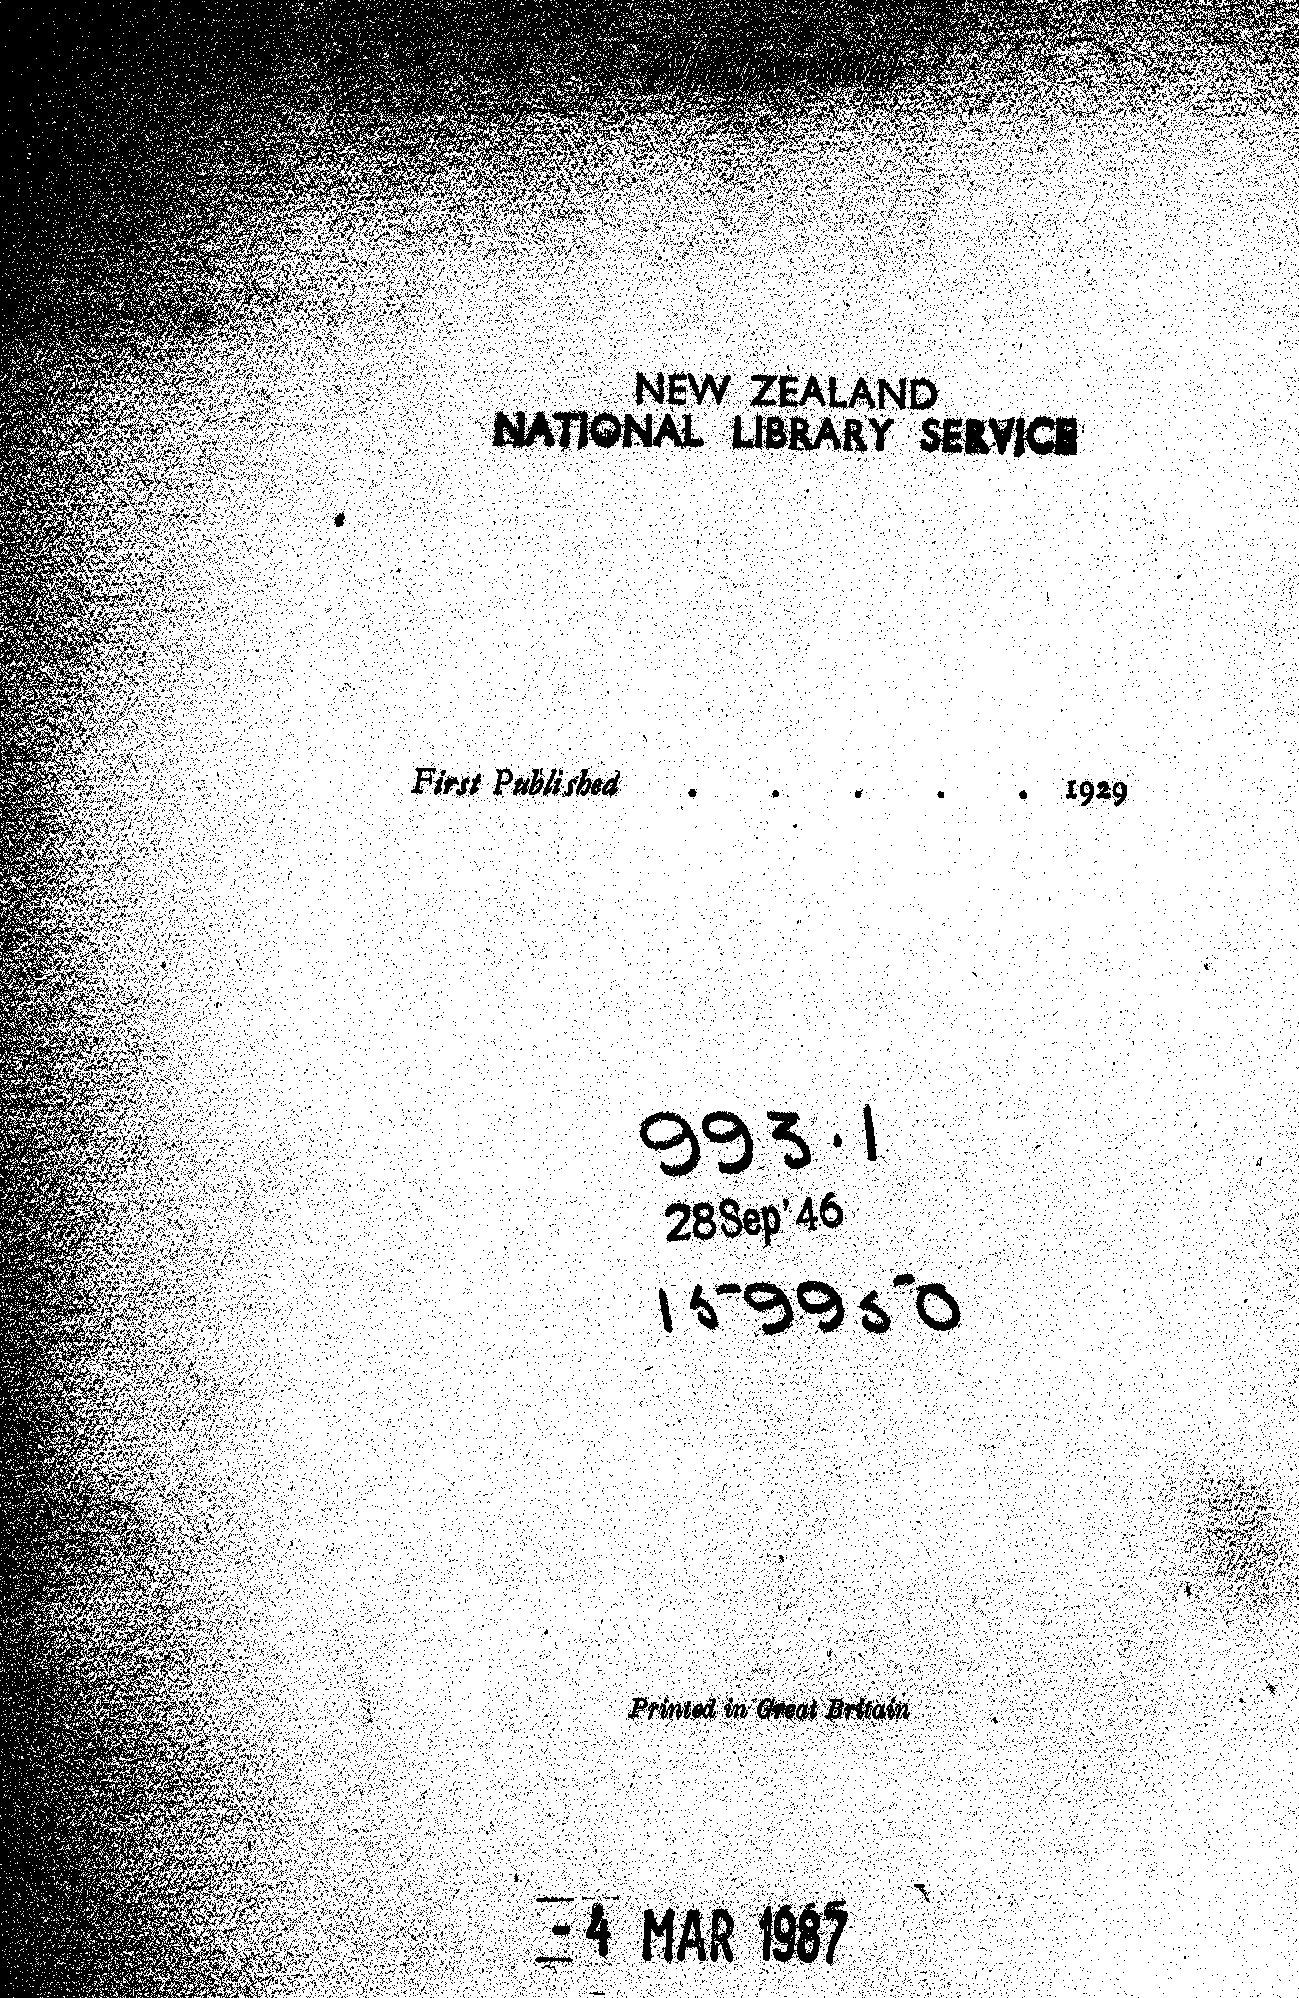 NEW ZEALAND
NATIONAL LIBRARY SERVICE
First Published . . . . . 1929
993.1
28 Sep '46
159950
Printed in Great Britain
-4 MAR 1987